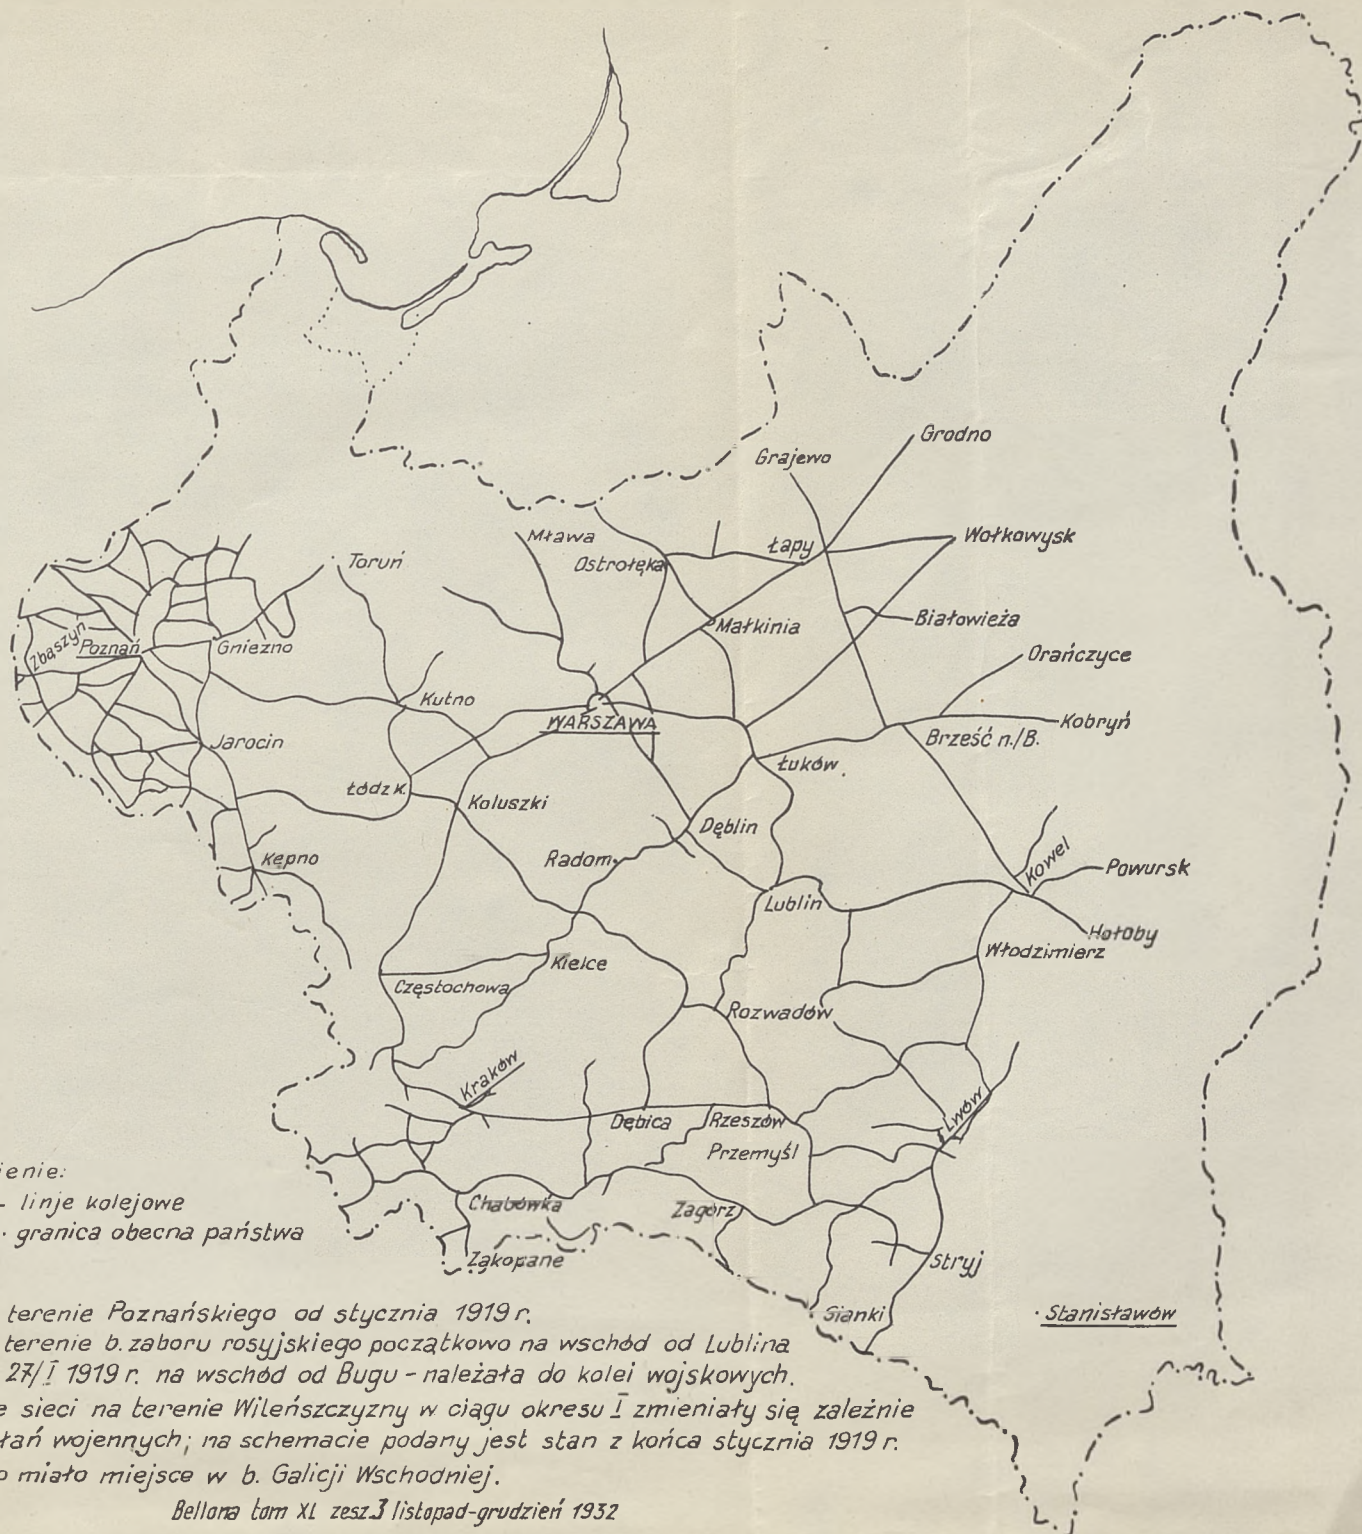 Grodno
Grajewo
Mława
Łapy
Wołkowysk
Toruń
Ostrołęka
Białowieża
Małkinia
Zbąszyn
Poznań
Gniezno
Orańczyce
Kutno
WARSZAWA
Kobryń
Jarocin
Brześć n./B.
Łuków
Łódz K.
Koluszki
Dęblin
Kępno
Radom
Kowel
Powursk
Lublin
Hołoby
Włodzimierz
Kielce
Częstochowa
Rozwadów
Kraków
Dębica
Rzeszów
Lwów
Przemyśl
ienie:
linje kolejowe
Chabówka
Zagórz
granica obecna państwa
Zakopane
Stryj
terenie Poznańskiego od stycznia 1919 r.
Sianki
Stanisławów
terenie b. zaboru rosyjskiego początkowo na wschód od Lublina
27/I 1919 r. na wschód od Bugu - należała do kolei wojskowych.
e sieci na terenie Wileńszczyzny w ciągu okresu I zmieniały się zależnie
łań wojennych; na schemacie podany jest stan z końca stycznia 1919 r.
o miało miejsce w b. Galicji Wschodniej.
Bellona tom XL zesz. 3 listopad-grudzień 1932